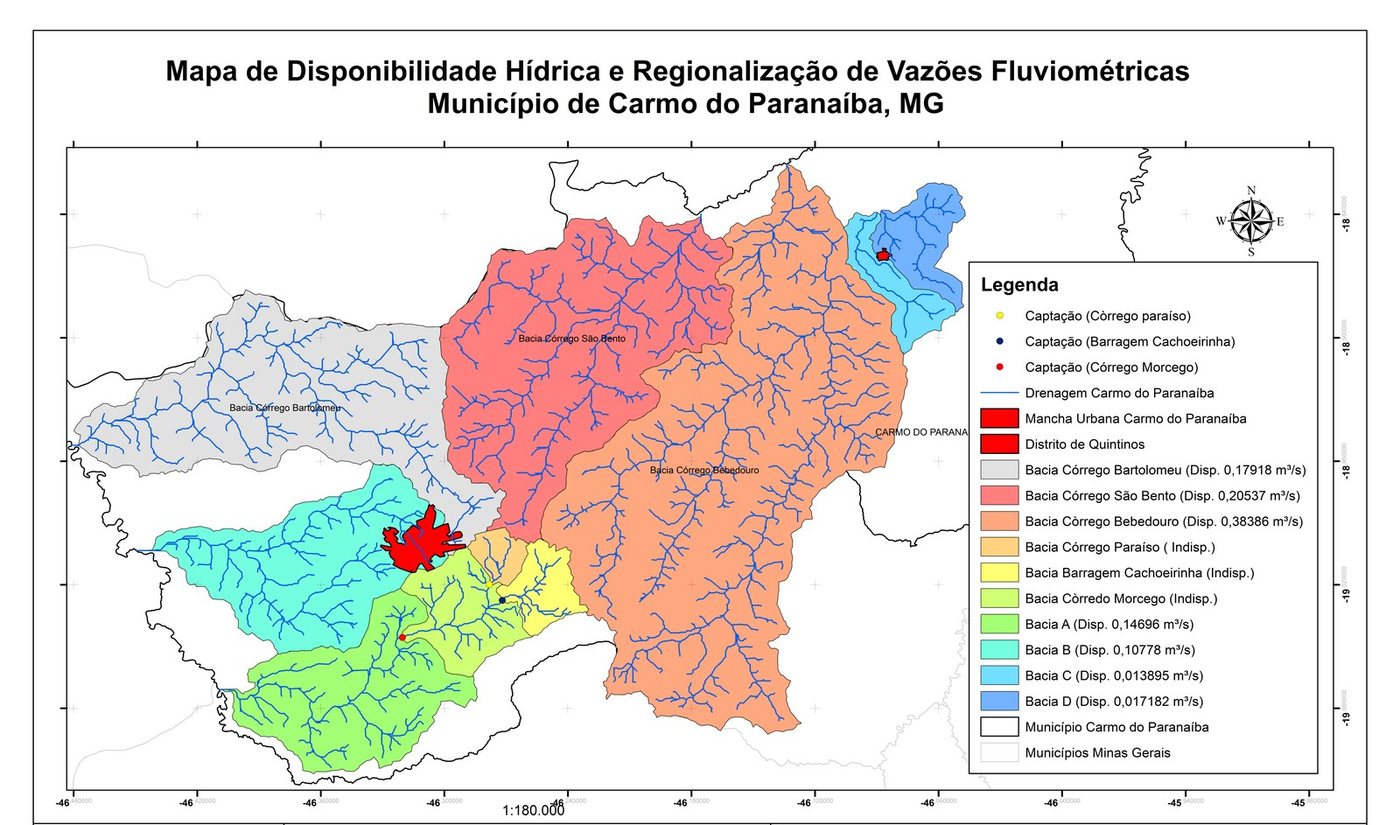 Mapa de Disponibilidade Hídrica e Regionalização de Vazões Fluviométricas
Município de Carmo do Paranaíba, MG
N
W
E
S
Bacia Córrego São Bento
Bacia Córrego Bartolomeu
CARMO DO PARANA
Bacia Córrego Bebedouro
Legenda
Captação (Còrrego paraíso)
Captação (Barragem Cachoeirinha)
Captação (Córrego Morcego)
Drenagem Carmo do Paranaíba
Mancha Urbana Carmo do Paranaíba
Distrito de Quintinos
Bacia Córrego Bartolomeu (Disp. 0,17918 m³/s)
Bacia Córrego São Bento (Disp. 0,20537 m³/s)
Bacia Còrrego Bebedouro (Disp. 0,38386 m³/s)
Bacia Córrego Paraíso ( Indisp.)
Bacia Barragem Cachoeirinha (Indisp.)
Bacia Còrredo Morcego (Indisp.)
Bacia A (Disp. 0,14696 m³/s)
Bacia B (Disp. 0,10778 m³/s)
Bacia C (Disp. 0,013895 m³/s)
Bacia D (Disp. 0,017182 m³/s)
Município Carmo do Paranaíba
Municípios Minas Gerais
1:180.000